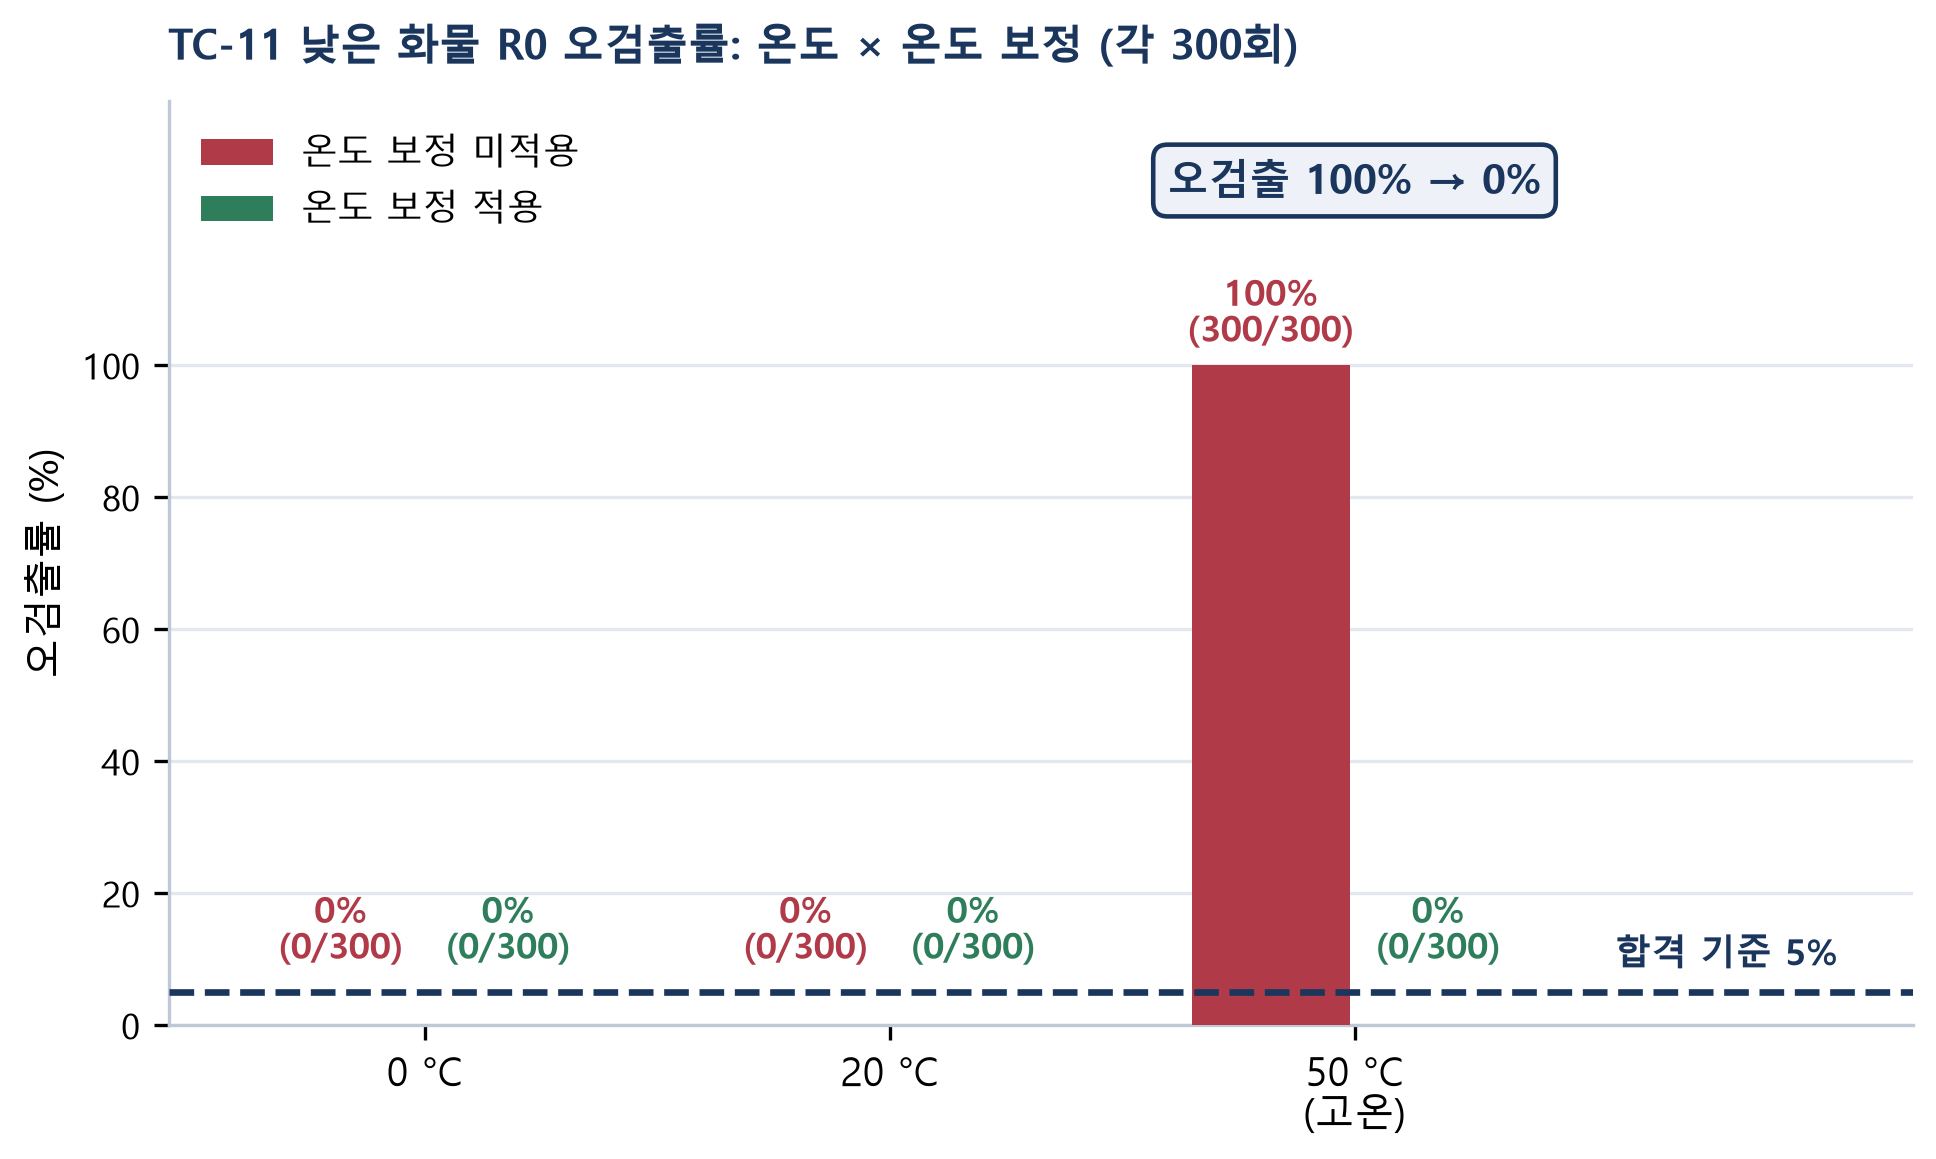 TC-11 낮은 화물 R0 오검출률: 온도 × 온도 보정 (각 300회)
온도 보정 미적용
온도 보정 적용
오검출 100% → 0%
100%
(300/300)
오검출률 (%)
100
80
60
40
20
0
0%
(0/300)
0%
(0/300)
0%
(0/300)
0%
(0/300)
0%
(0/300)
합격 기준 5%
0 °C
20 °C
50 °C
(고온)